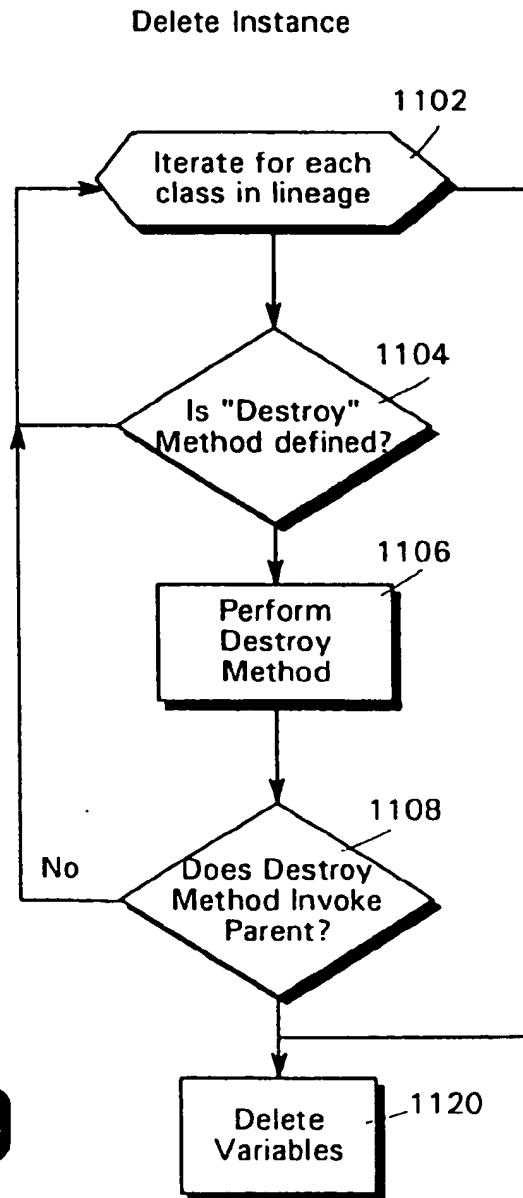 Delete Instance
1102
Iterate for each
class in lineage
1104
Is "Destroy"
Method defined?
1106
Perform
Destroy
Method
1108
No
Does Destroy
Method Invoke
Parent?
1120
Delete
Variables